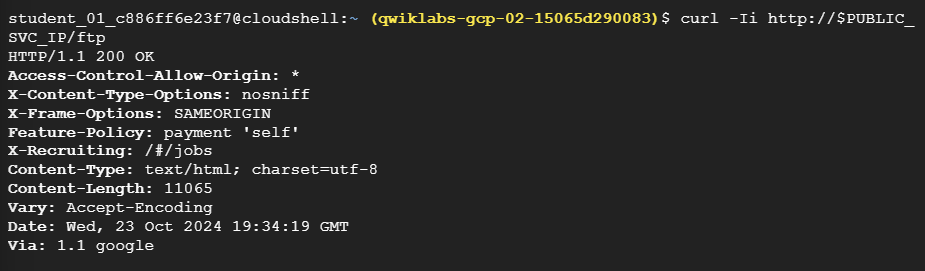 student_01_c886ff6e23f7@cloudshell:~ (qwiklabs-gcp-02-15065d290083)$ curl -Ii http://$PUBLIC_
SVC_IP/ftp
HTTP/1.1 200 OK
Access-Control-Allow-Origin: *
X-Content-Type-Options: nosniff
X-Frame-Options: SAMEORIGIN
Feature-Policy: payment 'self'
X-Recruiting: /#/jobs
Content-Type: text/html; charset=utf-8
Content-Length: 11065
Vary: Accept-Encoding
Date: Wed, 23 Oct 2024 19:34:19 GMT
Via: 1.1 google